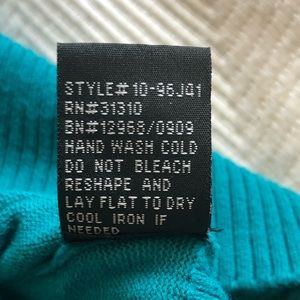 STYLE#10-96J41
RN#31310
BN#12968/0909
HAND WASH COLD
DO NOT BLEACH
RESHAPE AND
LAY FLAT TO DRY
COOL IRON IF
NEEDED